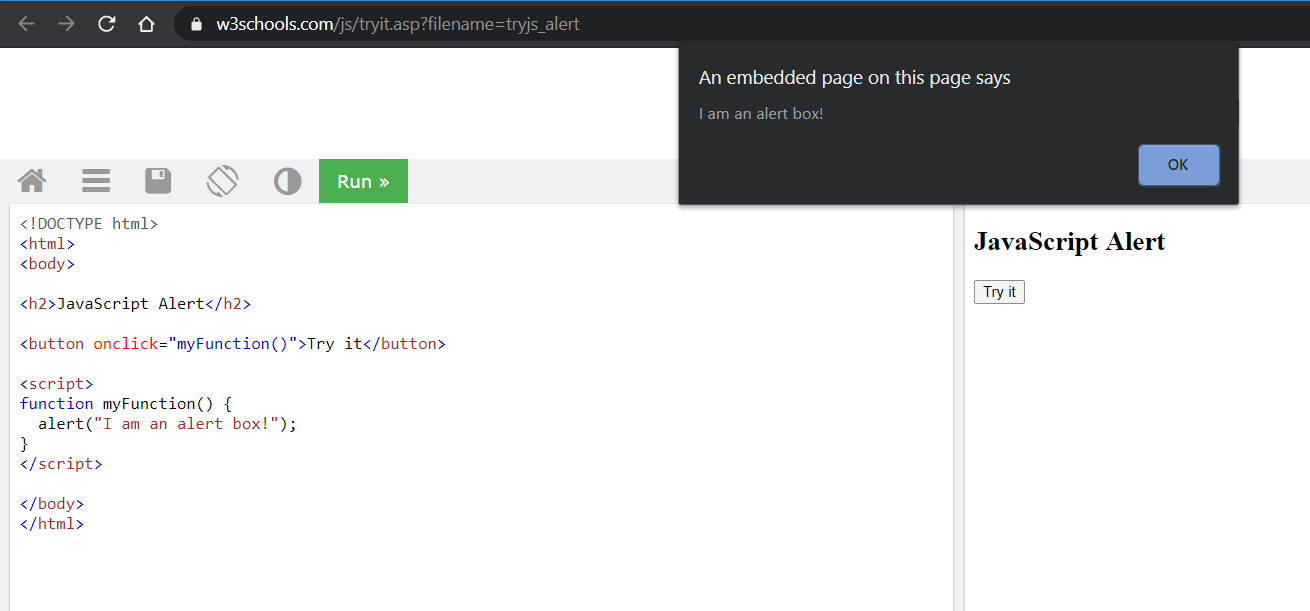 w3schools.com/js/tryit.asp?filename=tryjs_alert
An embedded page on this page says
I am an alert box!
OK
Run »
<!DOCTYPE html>
<html>
<body>
<h2>JavaScript Alert</h2>
<button onclick="myFunction()">Try it</button>
<script>
function myFunction() {
  alert("I am an alert box!");
}
</script>
</body>
</html>
JavaScript Alert
Try it